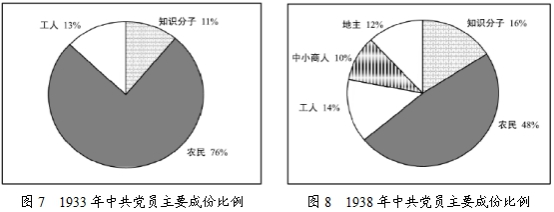 工人 13%
知识分子 11%
农民 76%
图 7 1933 年中共党员主要成份比例
地主 12%
知识分子 16%
中小商人 10%
工人 14%
农民 48%
图 8 1938 年中共党员主要成份比例